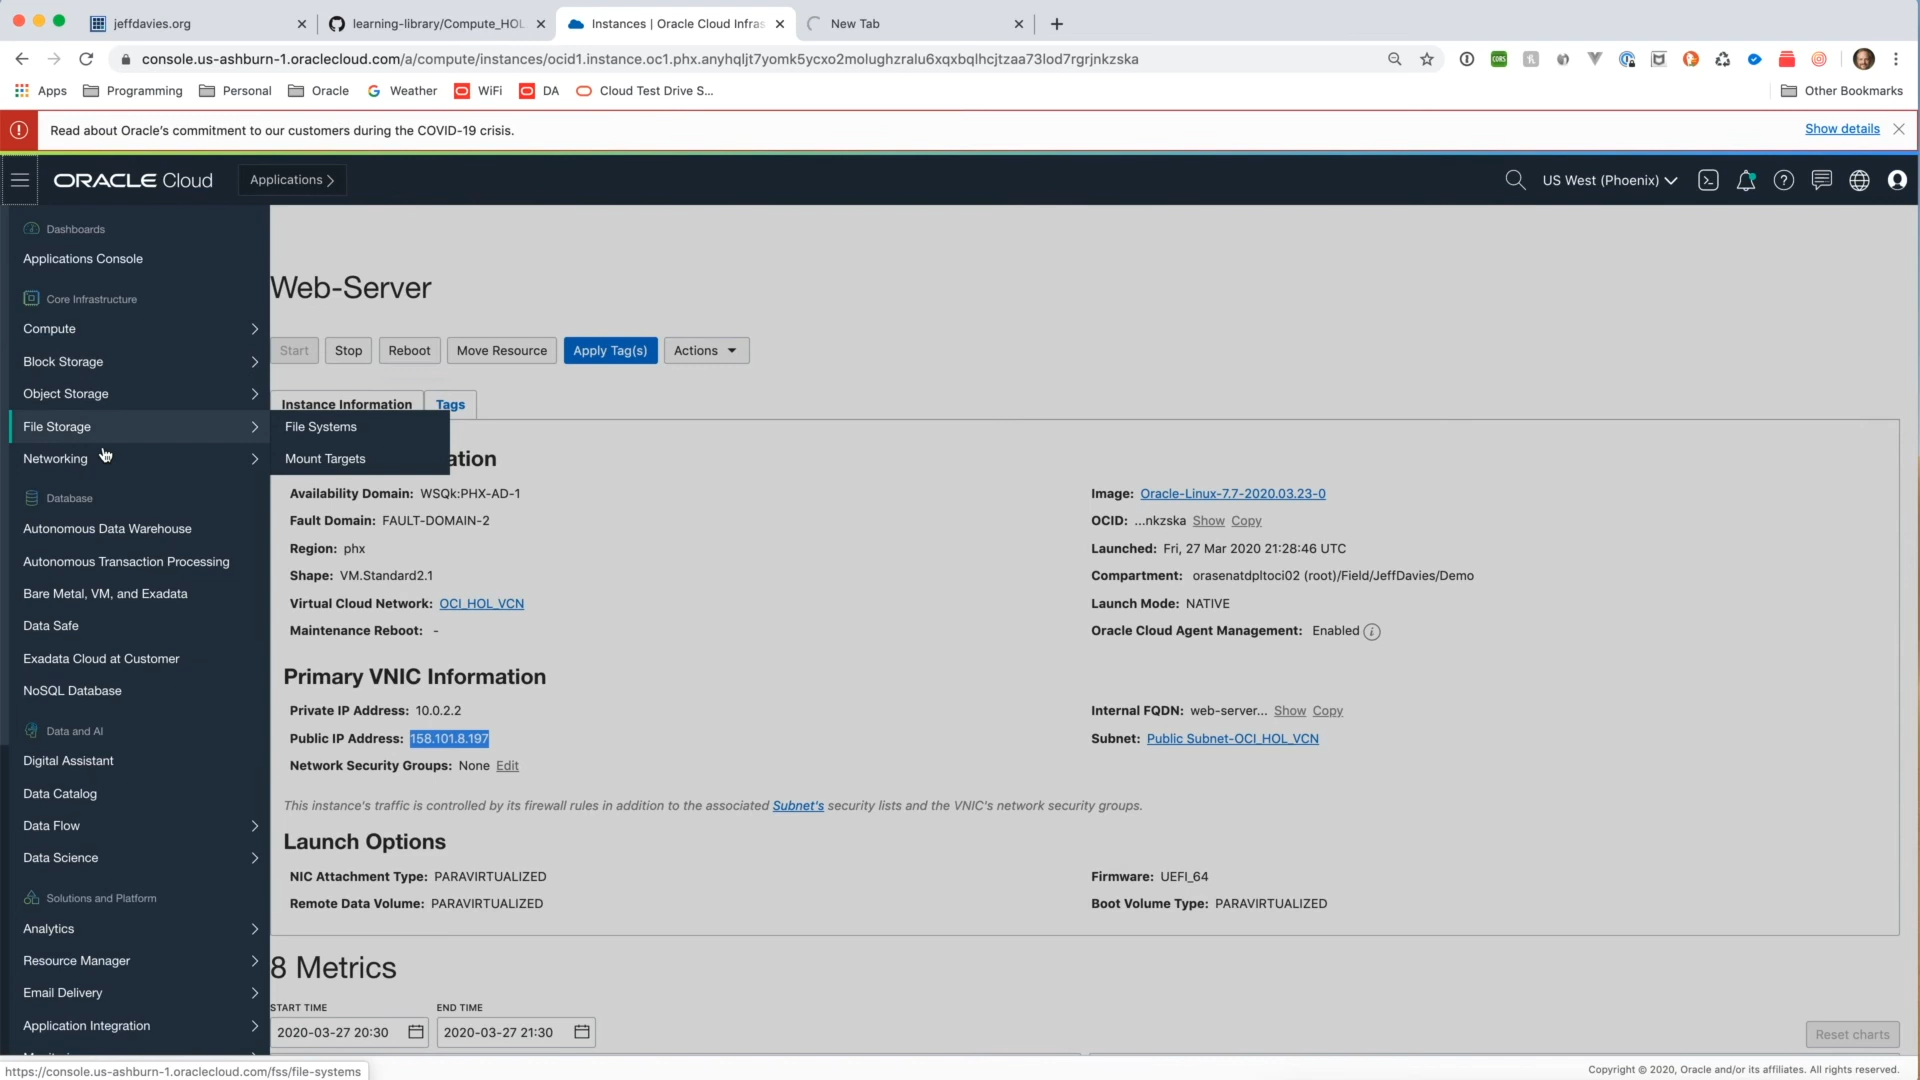 jeffdavies.org
learning-library/Compute_HOL
Instances | Oracle Cloud Infras
New Tab
console.us-ashburn-1.oraclecloud.com/a/compute/instances/ocid1.instance.oc1.phx.anyhqljt7yomk5ycxo2molughzralu6xqxbqlhcjtzaa73lod7rgrjnkzska
Apps
Programming
Personal
Oracle
Weather
WiFi
DA
Cloud Test Drive S...
Other Bookmarks
Read about Oracle's commitment to our customers during the COVID-19 crisis.
Show details
ORACLE Cloud
Applications
US West (Phoenix)
Dashboards
Applications Console
Core Infrastructure
Compute
Block Storage
Object Storage
File Storage
Networking
Database
Autonomous Data Warehouse
Autonomous Transaction Processing
Bare Metal, VM, and Exadata
Data Safe
Exadata Cloud at Customer
NoSQL Database
Data and AI
Digital Assistant
Data Catalog
Data Flow
Data Science
Solutions and Platform
Analytics
Resource Manager
Email Delivery
Application Integration
File Systems
Mount Targets
Web-Server
Start
Stop
Reboot
Move Resource
Apply Tag(s)
Actions
Instance Information
Tags
ation
Availability Domain: WSQk:PHX-AD-1
Fault Domain: FAULT-DOMAIN-2
Region: phx
Shape: VM.Standard2.1
Virtual Cloud Network: OCI_HOL_VCN
Maintenance Reboot: -
Image: Oracle-Linux-7.7-2020.03.23-0
OCID: ...nkzska Show Copy
Launched: Fri, 27 Mar 2020 21:28:46 UTC
Compartment: orasenatdpltoci02 (root)/Field/JeffDavies/Demo
Launch Mode: NATIVE
Oracle Cloud Agent Management: Enabled
Primary VNIC Information
Private IP Address: 10.0.2.2
Public IP Address: 158.101.8.197
Network Security Groups: None Edit
Internal FQDN: web-server... Show Copy
Subnet: Public Subnet-OCI_HOL_VCN
This instance's traffic is controlled by its firewall rules in addition to the associated Subnet's security lists and the VNIC's network security groups.
Launch Options
NIC Attachment Type: PARAVIRTUALIZED
Remote Data Volume: PARAVIRTUALIZED
Firmware: UEFI_64
Boot Volume Type: PARAVIRTUALIZED
8 Metrics
START TIME
END TIME
2020-03-27 20:30
2020-03-27 21:30
Reset charts
https://console.us-ashburn-1.oraclecloud.com/fss/file-systems
Copyright © 2020, Oracle and/or its affiliates. All rights reserved.